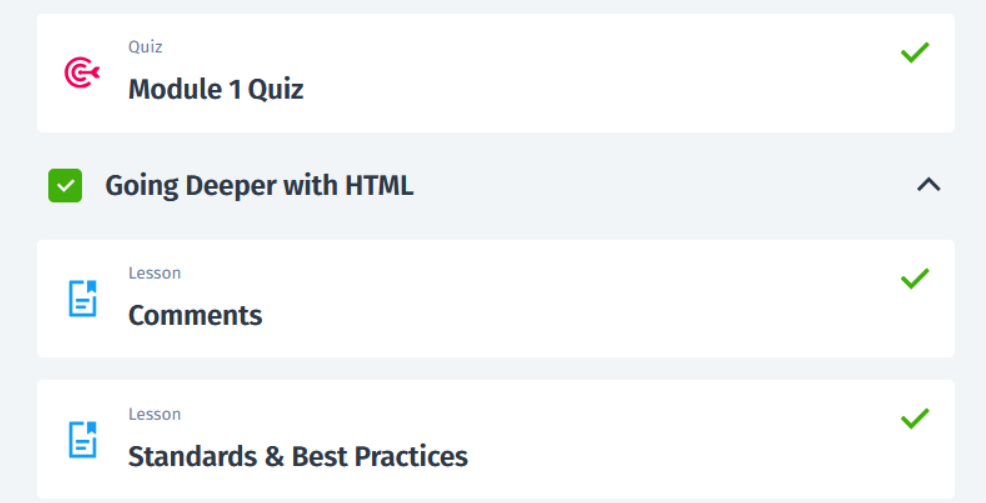 Quiz
Module 1 Quiz
Going Deeper with HTML
Lesson
Comments
Lesson
Standards & Best Practices